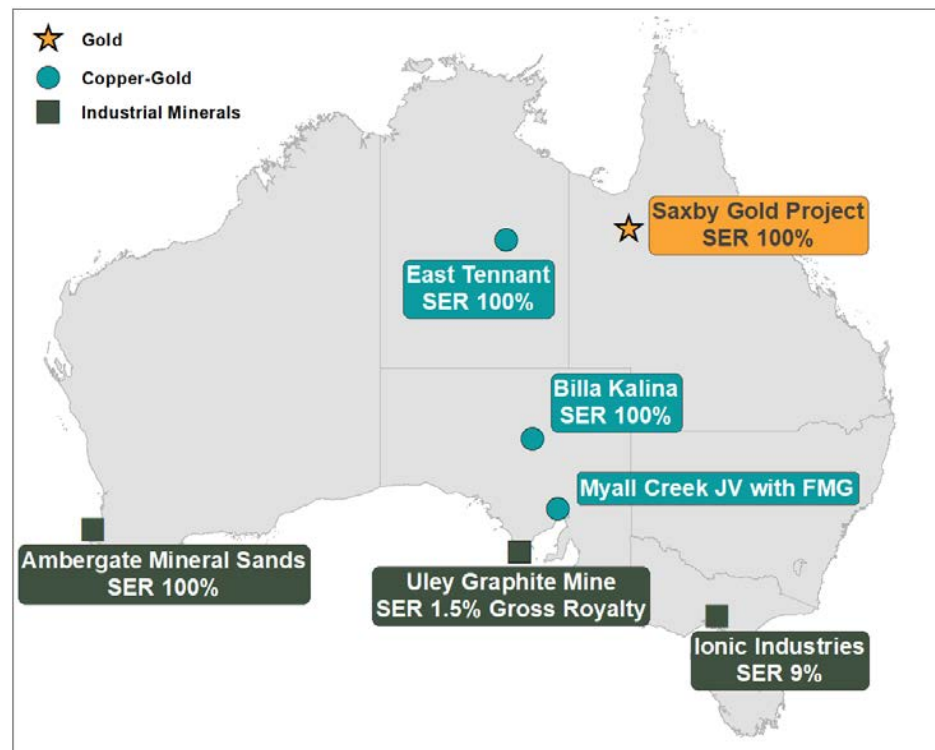 Gold
Copper-Gold
Industrial Minerals
Saxby Gold Project
SER 100%
East Tennant
SER 100%
Billa Kalina
SER 100%
Myall Creek JV with FMG
Ambergate Mineral Sands
SER 100%
Uley Graphite Mine
SER 1.5% Gross Royalty
Ionic Industries
SER 9%